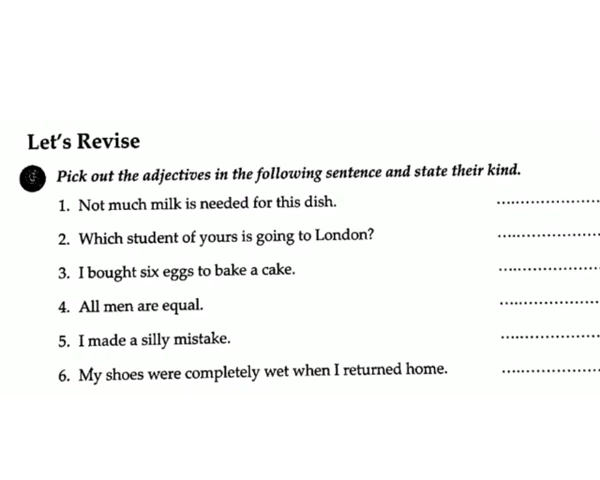 Let's Revise
Pick out the adjectives in the following sentence and state their kind.
1. Not much milk is needed for this dish. .....................
2. Which student of yours is going to London? .....................
3. I bought six eggs to bake a cake. .....................
4. All men are equal. .....................
5. I made a silly mistake. .....................
6. My shoes were completely wet when I returned home. .....................